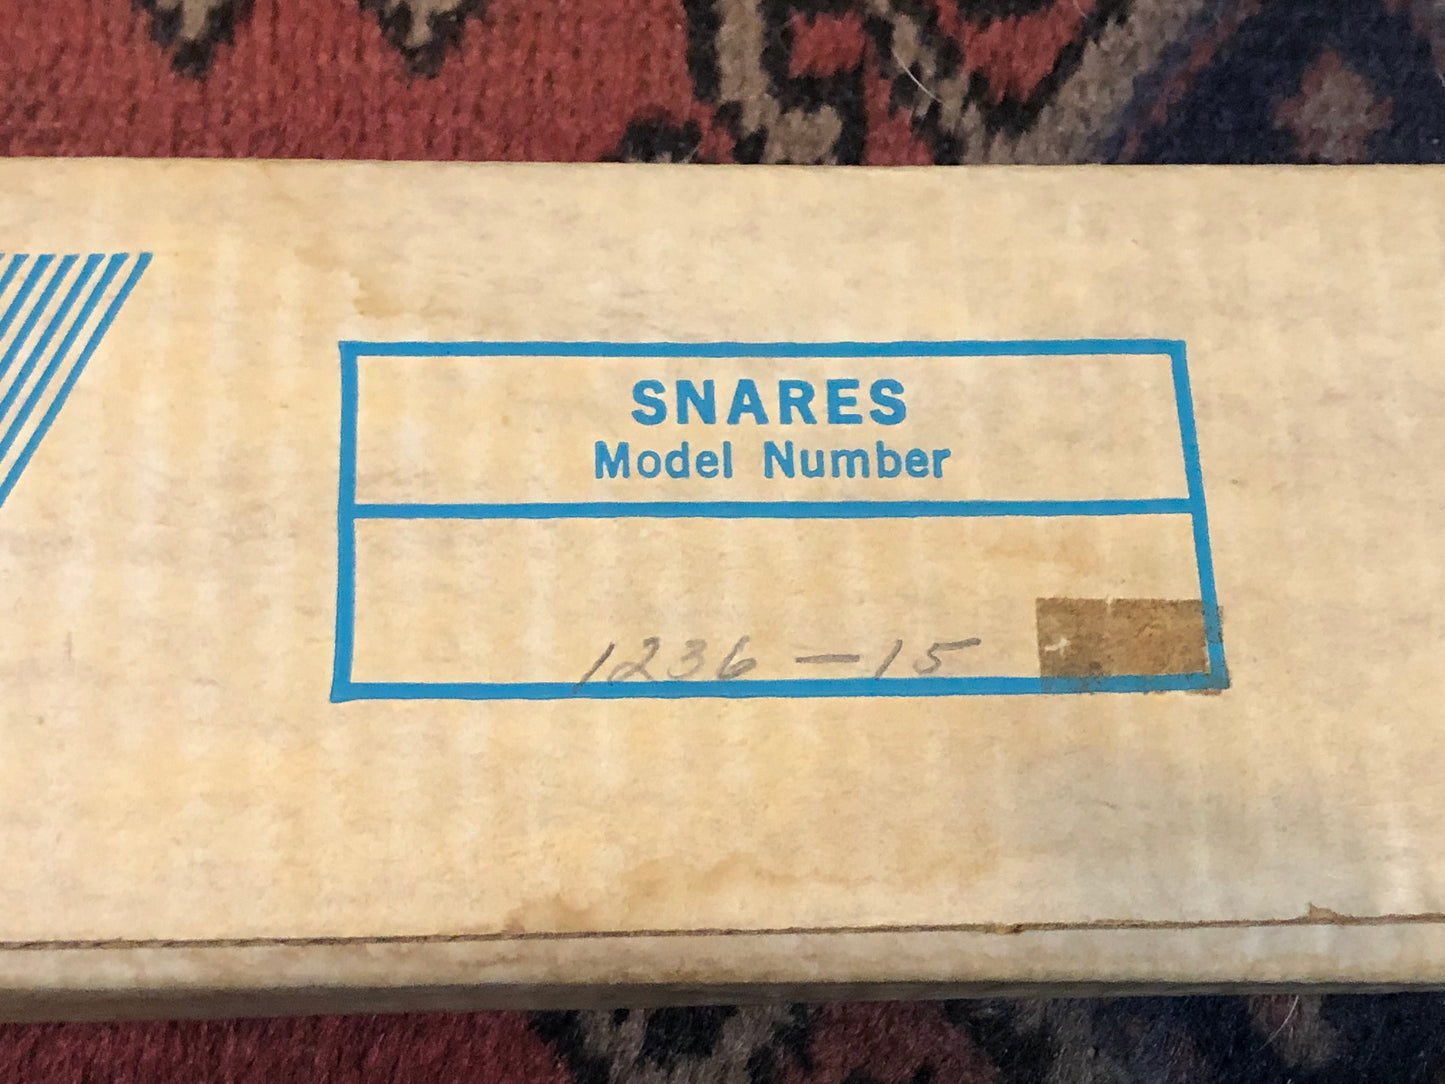 SNARES
Model Number
1236-15